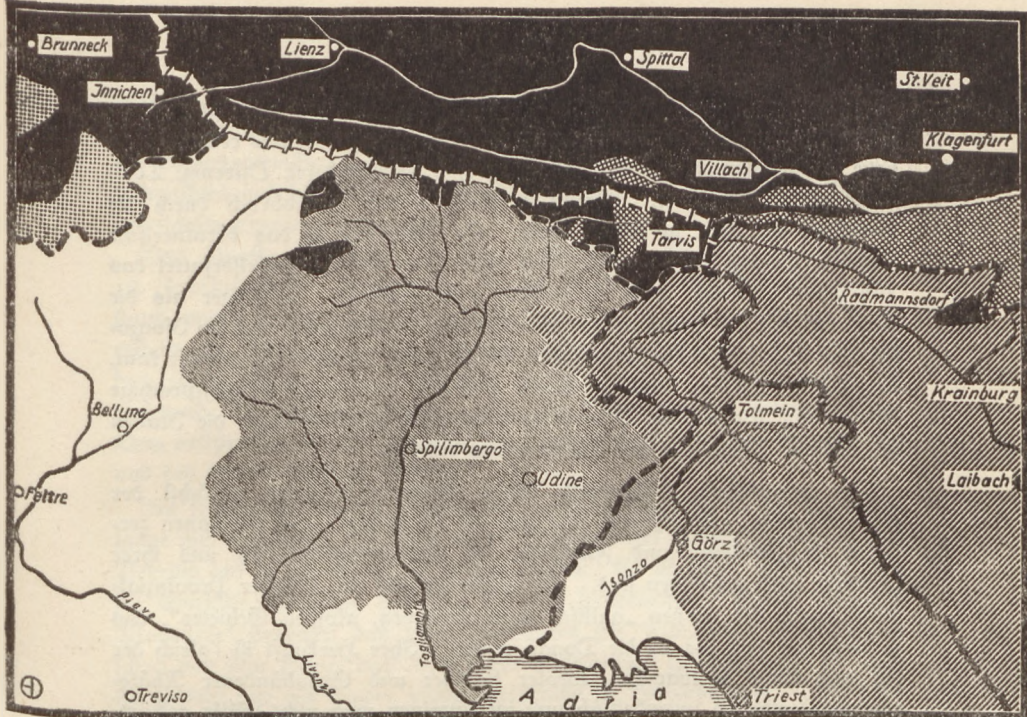 Brunneck
Lienz
Spittal
St. Veit
Innichen
Klagenfurt
Villach
Tarvis
Radmannsdorf
Krainburg
Belluno
Tolmein
Spilimbergo
Udine
Laibach
Feltre
Görz
Isonzo
Piave
Tagliamento
Livenza
Adria
Treviso
Triest